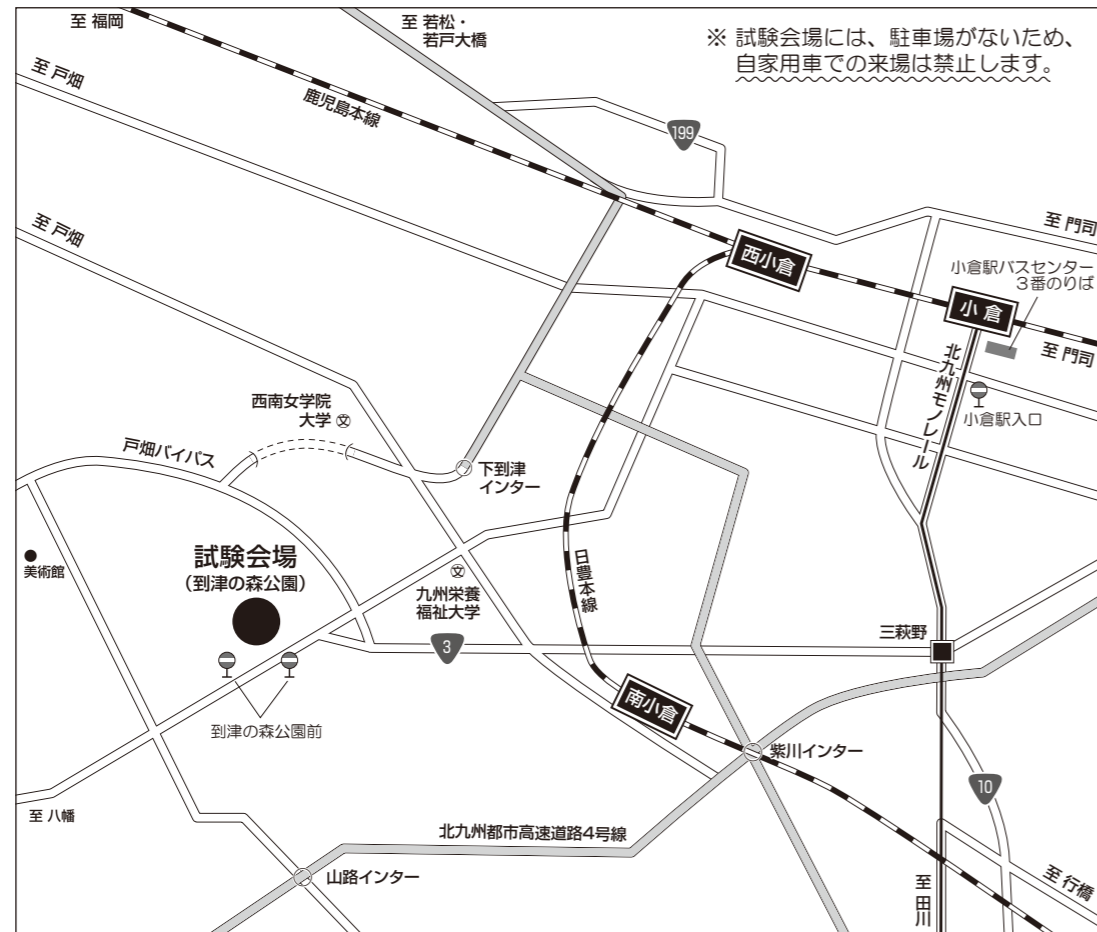 至 福岡
至 若松・
若戸大橋
※ 試験会場には、駐車場がないため、
自家用車での来場は禁止します。
至 戸畑
鹿児島本線
199
至 戸畑
至 門司
西小倉
小倉駅バスセンター
3番のりば
小 倉
至 門司
北九州モノレール
小倉駅入口
西南女学院
大学 文
戸畑バイパス
下到津
インター
試験会場
(到津の森公園)
美術館
文
九州栄養
福祉大学
日豊本線
3
三萩野
南小倉
到津の森公園前
紫川インター
10
至 八幡
北九州都市高速道路4号線
山路インター
至 田川
至 行橋